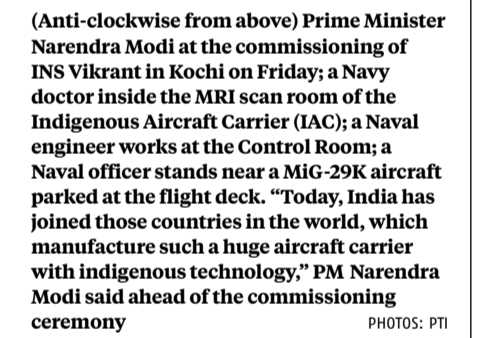 (Anti-clockwise from above) Prime Minister
Narendra Modi at the commissioning of
INS Vikrant in Kochi on Friday; a Navy
doctor inside the MRI scan room of the
Indigenous Aircraft Carrier (IAC); a Naval
engineer works at the Control Room; a
Naval officer stands near a MiG-29K aircraft
parked at the flight deck. “Today, India has
joined those countries in the world, which
manufacture such a huge aircraft carrier
with indigenous technology,” PM Narendra
Modi said ahead of the commissioning
ceremony PHOTOS: PTI